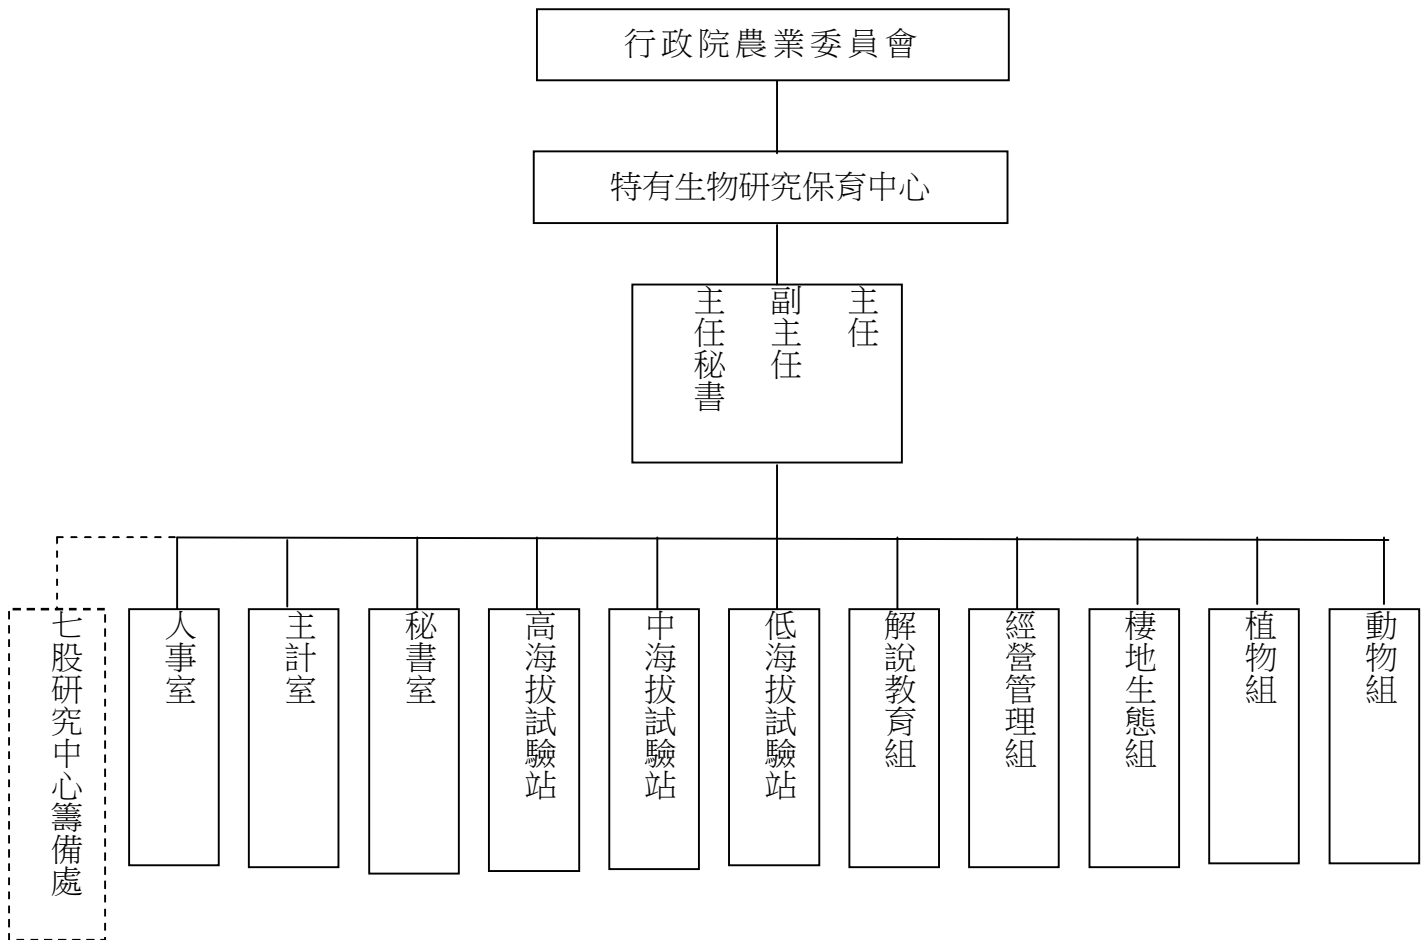 行政院農業委員會
特有生物研究保育中心
主任
副主任
主任秘書
動物組
植物組
棲地生態組
經營管理組
解說教育組
低海拔試驗站
中海拔試驗站
高海拔試驗站
秘書室
主計室
人事室
七股研究中心籌備處